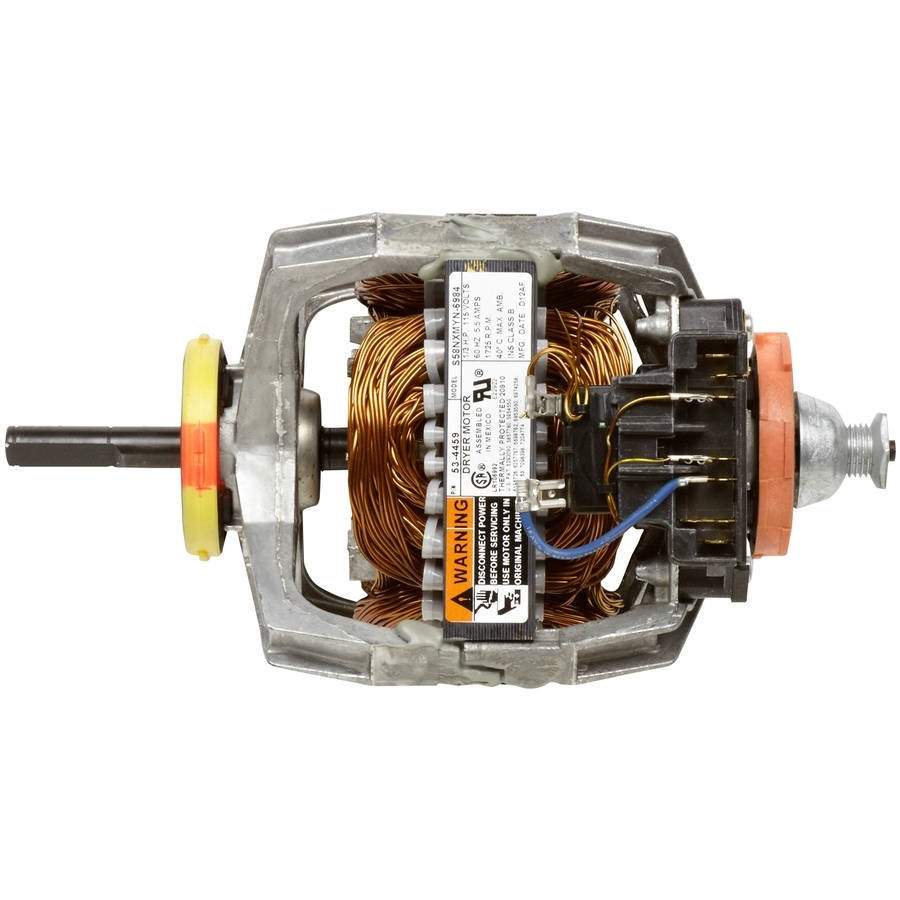 P/N 53-4459 MODEL S58NXMYN-6984
DRYER MOTOR 1/3 H.P. 115 VOLTS
60 HZ. 5.5 AMPS
1725 R.P.M.
40° C. MAX. AMB.
INS CLASS B
MFG. DATE D12AF
ASSEMBLED
IN MEXICO
THERMALLY PROTECTED 20910
WARNING
DISCONNECT POWER
BEFORE SERVICING
USE MOTOR ONLY IN
ORIGINAL MACHINE